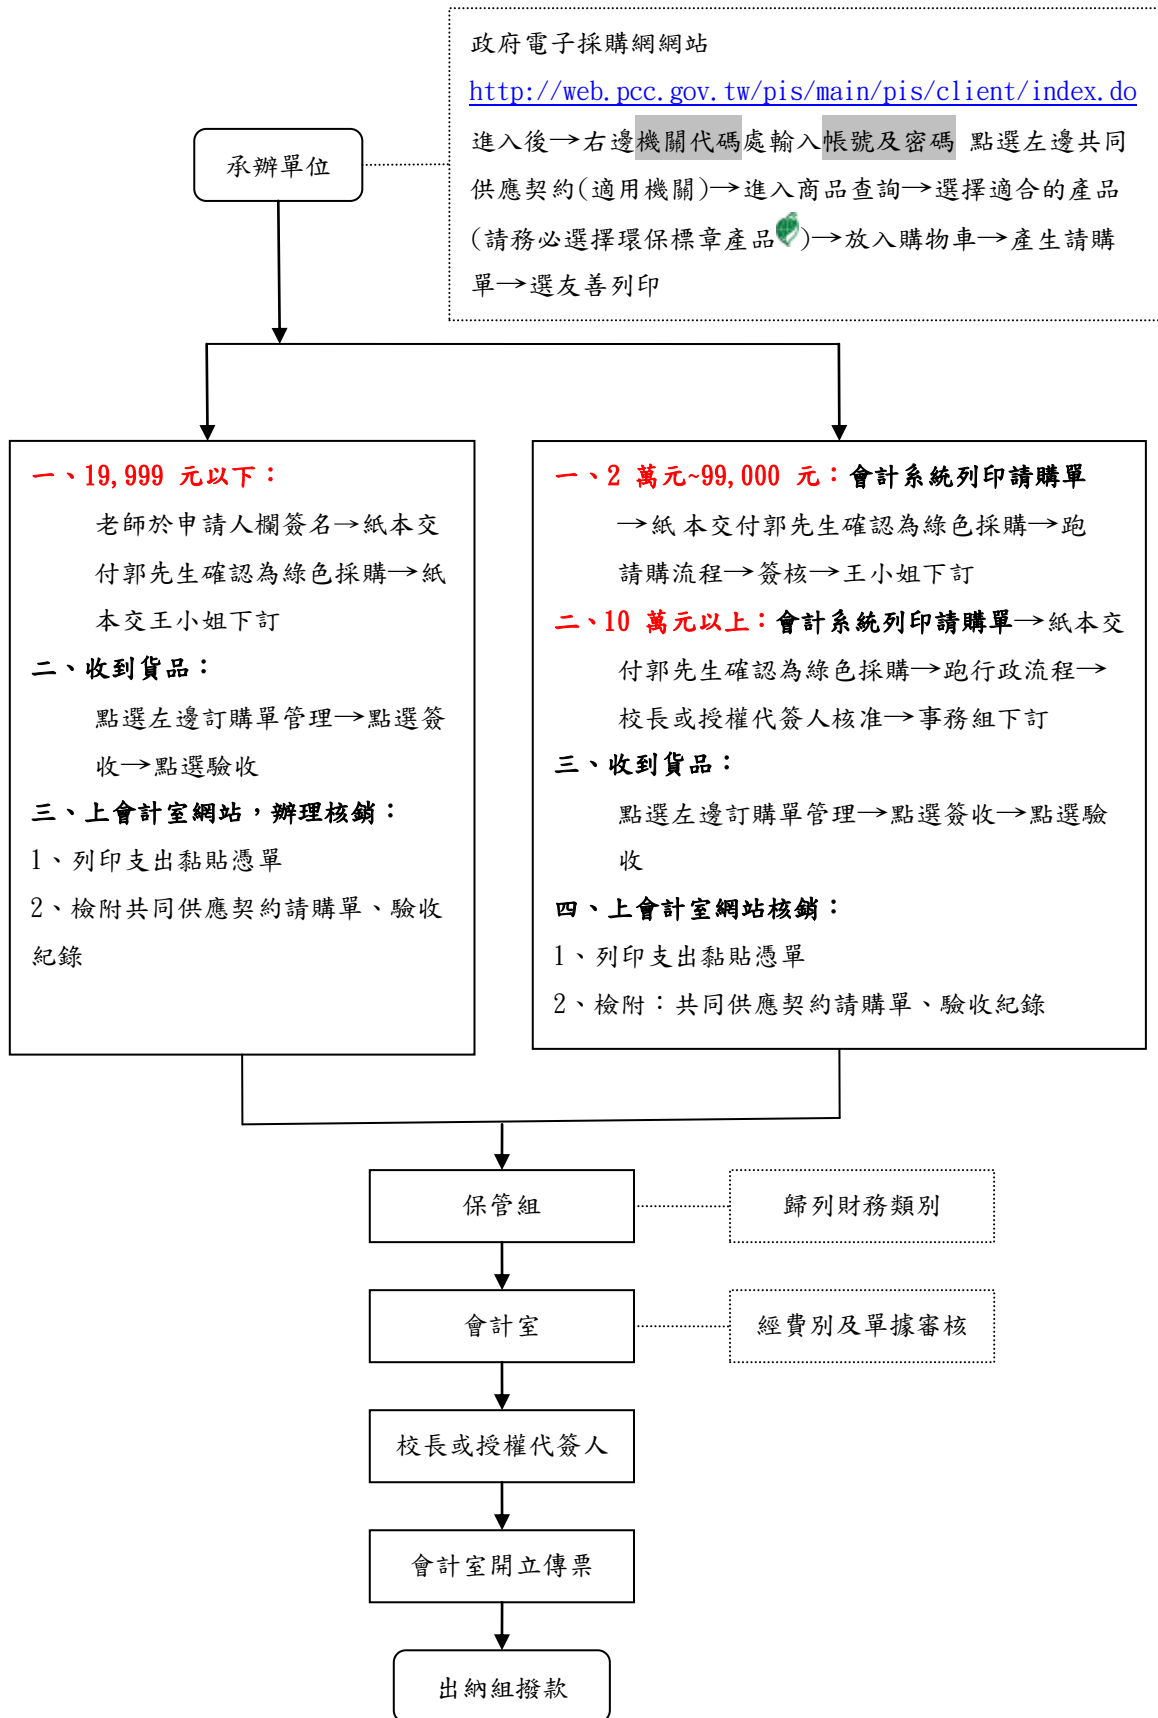 政府電子採購網網站
http://web.pcc.gov.tw/pis/main/pis/client/index.do
進入後→右邊機關代碼處輸入帳號及密碼 點選左邊共同
供應契約(適用機關)→進入商品查詢→選擇適合的產品
(請務必選擇環保標章產品)→放入購物車→產生請購
單→選友善列印
承辦單位
一、19,999 元以下：
老師於申請人欄簽名→紙本交
付郭先生確認為綠色採購→紙
本交王小姐下訂
二、收到貨品：
點選左邊訂購單管理→點選簽
收→點選驗收
三、上會計室網站，辦理核銷：
1、列印支出黏貼憑單
2、檢附共同供應契約請購單、驗收
紀錄
一、2 萬元~99,000 元：會計系統列印請購單
→紙 本交付郭先生確認為綠色採購→跑
請購流程→簽核→王小姐下訂
二、10 萬元以上：會計系統列印請購單→紙本交
付郭先生確認為綠色採購→跑行政流程→
校長或授權代簽人核准→事務組下訂
三、收到貨品：
點選左邊訂購單管理→點選簽收→點選驗
收
四、上會計室網站核銷：
1、列印支出黏貼憑單
2、檢附：共同供應契約請購單、驗收紀錄
保管組
歸列財務類別
會計室
經費別及單據審核
校長或授權代簽人
會計室開立傳票
出納組撥款